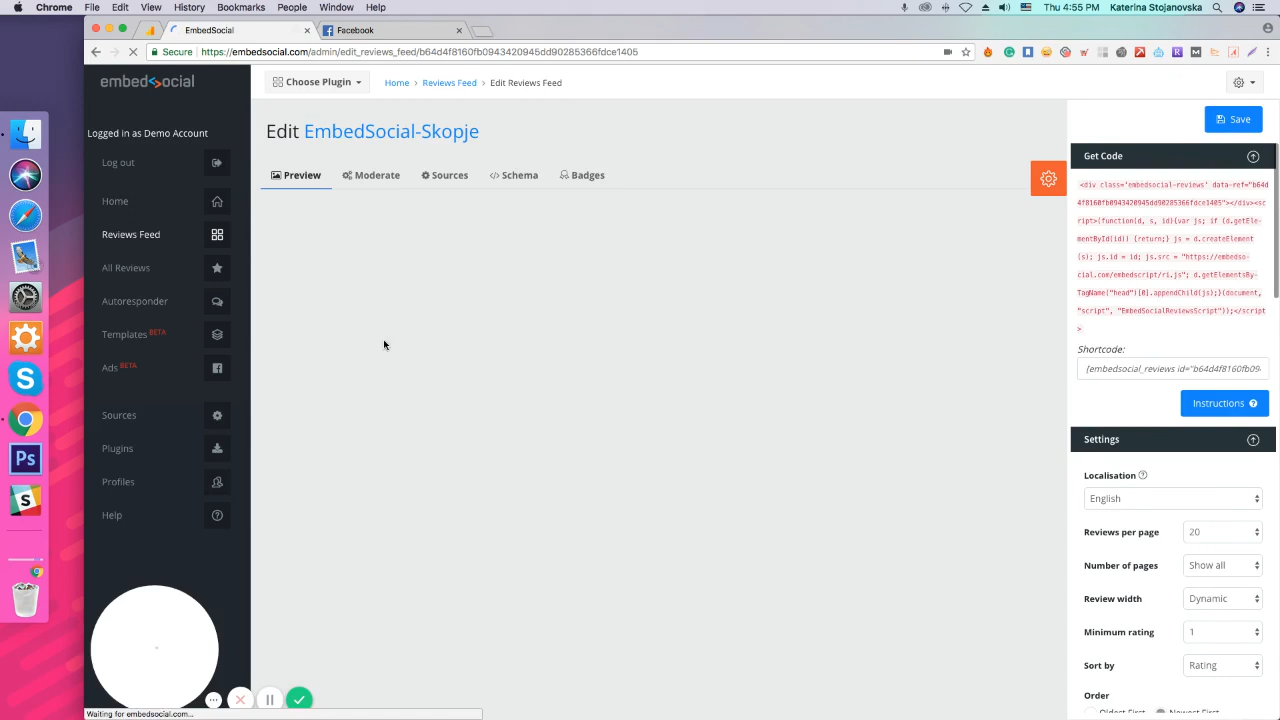 Chrome File Edit View History Bookmarks People Window Help
Thu 4:55 PM Katerina Stojanovska
EmbedSocial
Facebook
Secure https://embedsocial.com/admin/edit_reviews_feed/b64d4f8160fb0943420945dd90285366fdce1405
embedsocial
Choose Plugin
Home › Reviews Feed › Edit Reviews Feed
Logged in as Demo Account
Log out
Home
Reviews Feed
All Reviews
Autoresponder
Templates BETA
Ads BETA
Sources
Plugins
Profiles
Help
Edit EmbedSocial-Skopje
Preview
Moderate
Sources
</> Schema
Badges
Save
Get Code
<div class='embedsocial-reviews' data-ref="b64d
4f8160fb0943420945dd90285366fdce1405"></div><sc
ript>(function(d, s, id){var js; if (d.getEle-
mentById(id)) {return;} js = d.createElement
(s); js.id = id; js.src = "https://embedso-
cial.com/embedscript/ri.js"; d.getElementsBy-
TagName("head")[0].appendChild(js);}(document,
"script", "EmbedSocialReviewsScript"));</script
>
Shortcode:
[embedsocial_reviews id="b64d4f8160fb09
Instructions
Settings
Localisation
English
Reviews per page 20
Number of pages Show all
Review width Dynamic
Minimum rating 1
Sort by Rating
Order
Oldest First Newest First
Ps
S
Waiting for embedsocial.com...